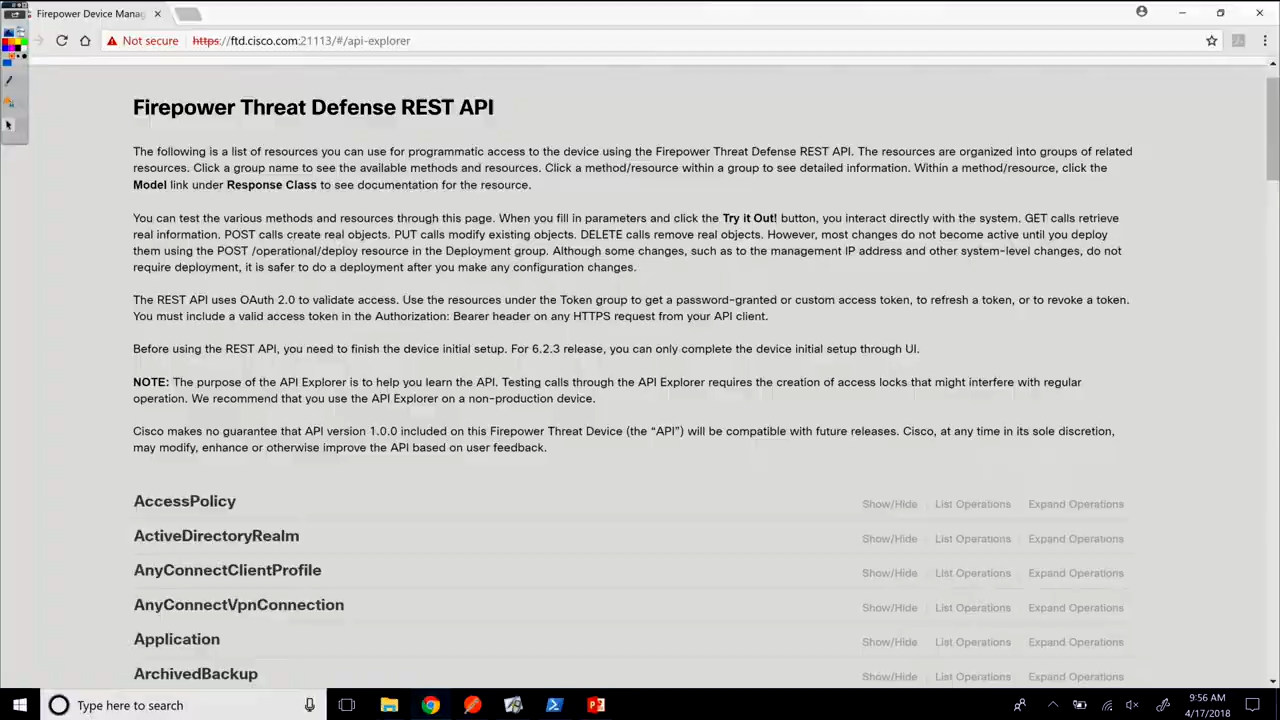 Firepower Device Manag
Not secure
https://ftd.cisco.com:21113/#/api-explorer
Firepower Threat Defense REST API
The following is a list of resources you can use for programmatic access to the device using the Firepower Threat Defense REST API. The resources are organized into groups of related
resources. Click a group name to see the available methods and resources. Click a method/resource within a group to see detailed information. Within a method/resource, click the
Model link under Response Class to see documentation for the resource.
You can test the various methods and resources through this page. When you fill in parameters and click the Try it Out! button, you interact directly with the system. GET calls retrieve
real information. POST calls create real objects. PUT calls modify existing objects. DELETE calls remove real objects. However, most changes do not become active until you deploy
them using the POST /operational/deploy resource in the Deployment group. Although some changes, such as to the management IP address and other system-level changes, do not
require deployment, it is safer to do a deployment after you make any configuration changes.
The REST API uses OAuth 2.0 to validate access. Use the resources under the Token group to get a password-granted or custom access token, to refresh a token, or to revoke a token.
You must include a valid access token in the Authorization: Bearer header on any HTTPS request from your API client.
Before using the REST API, you need to finish the device initial setup. For 6.2.3 release, you can only complete the device initial setup through UI.
NOTE: The purpose of the API Explorer is to help you learn the API. Testing calls through the API Explorer requires the creation of access locks that might interfere with regular
operation. We recommend that you use the API Explorer on a non-production device.
Cisco makes no guarantee that API version 1.0.0 included on this Firepower Threat Device (the “API”) will be compatible with future releases. Cisco, at any time in its sole discretion,
may modify, enhance or otherwise improve the API based on user feedback.
AccessPolicy Show/Hide List Operations Expand Operations
ActiveDirectoryRealm Show/Hide List Operations Expand Operations
AnyConnectClientProfile Show/Hide List Operations Expand Operations
AnyConnectVpnConnection Show/Hide List Operations Expand Operations
Application Show/Hide List Operations Expand Operations
ArchivedBackup Show/Hide List Operations Expand Operations
Type here to search
9:56 AM
4/17/2018